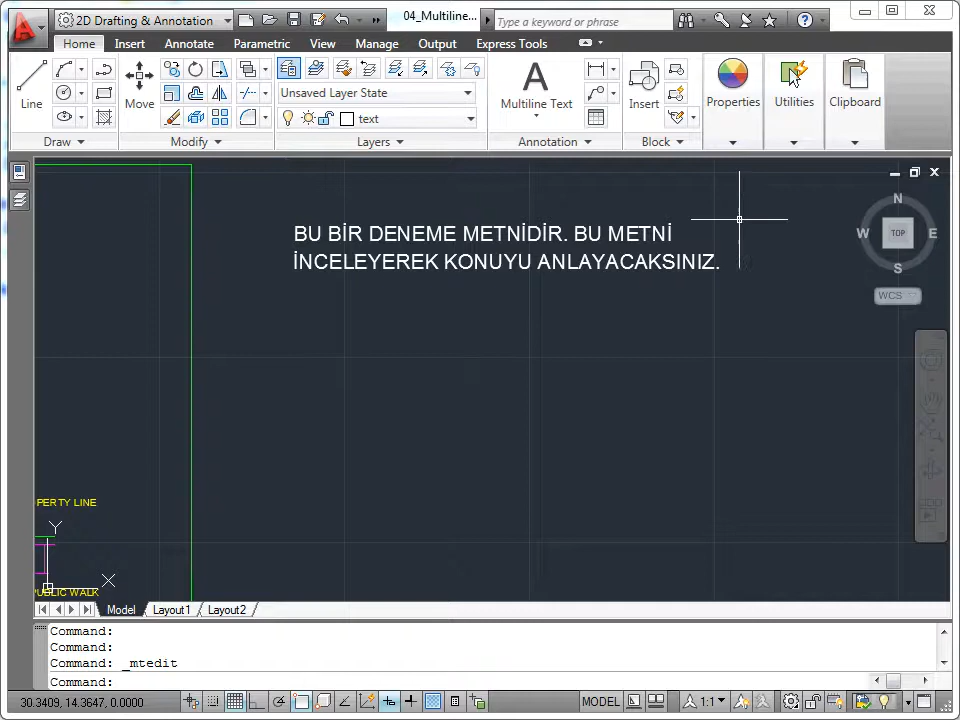 2D Drafting & Annotation
04_Multiline...
Type a keyword or phrase
Home Insert Annotate Parametric View Manage Output Express Tools
Line
Move
Unsaved Layer State
text
Multiline Text
Insert
Properties
Utilities
Clipboard
Draw
Modify
Layers
Annotation
Block
BU BİR DENEME METNİDİR. BU METNİ
İNCELEYEREK KONUYU ANLAYACAKSINIZ.
N
W TOP E
S
WCS
PERTY LINE
Y
X
PUBLIC WALK
Model Layout1 Layout2
Command:
Command:
Command: _mtedit
Command:
30.3409, 14.3647, 0.0000
MODEL
1:1